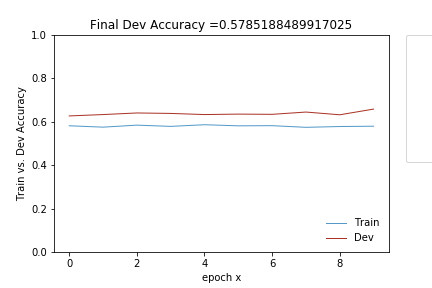 Final Dev Accuracy =0.5785188489917025
Train vs. Dev Accuracy
1.0
0.8
0.6
0.4
0.2
0.0
Train
Dev
0 2 4 6 8
epoch x